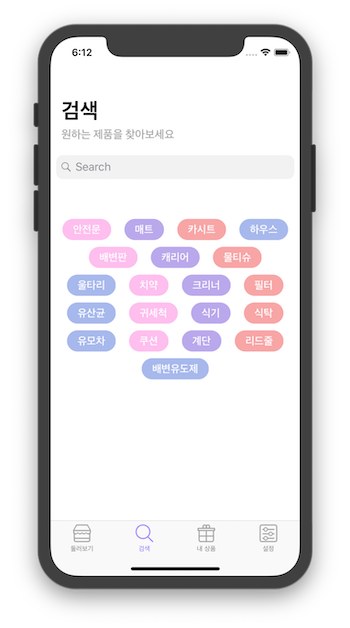 6:12
검색
원하는 제품을 찾아보세요
Search
안전문 매트 카시트 하우스
배변판 캐리어 물티슈
울타리 치약 크리너 필터
유산균 귀세척 식기 식탁
유모차 쿠션 계단 리드줄
배변유도제
둘러보기 검색 내 상품 설정